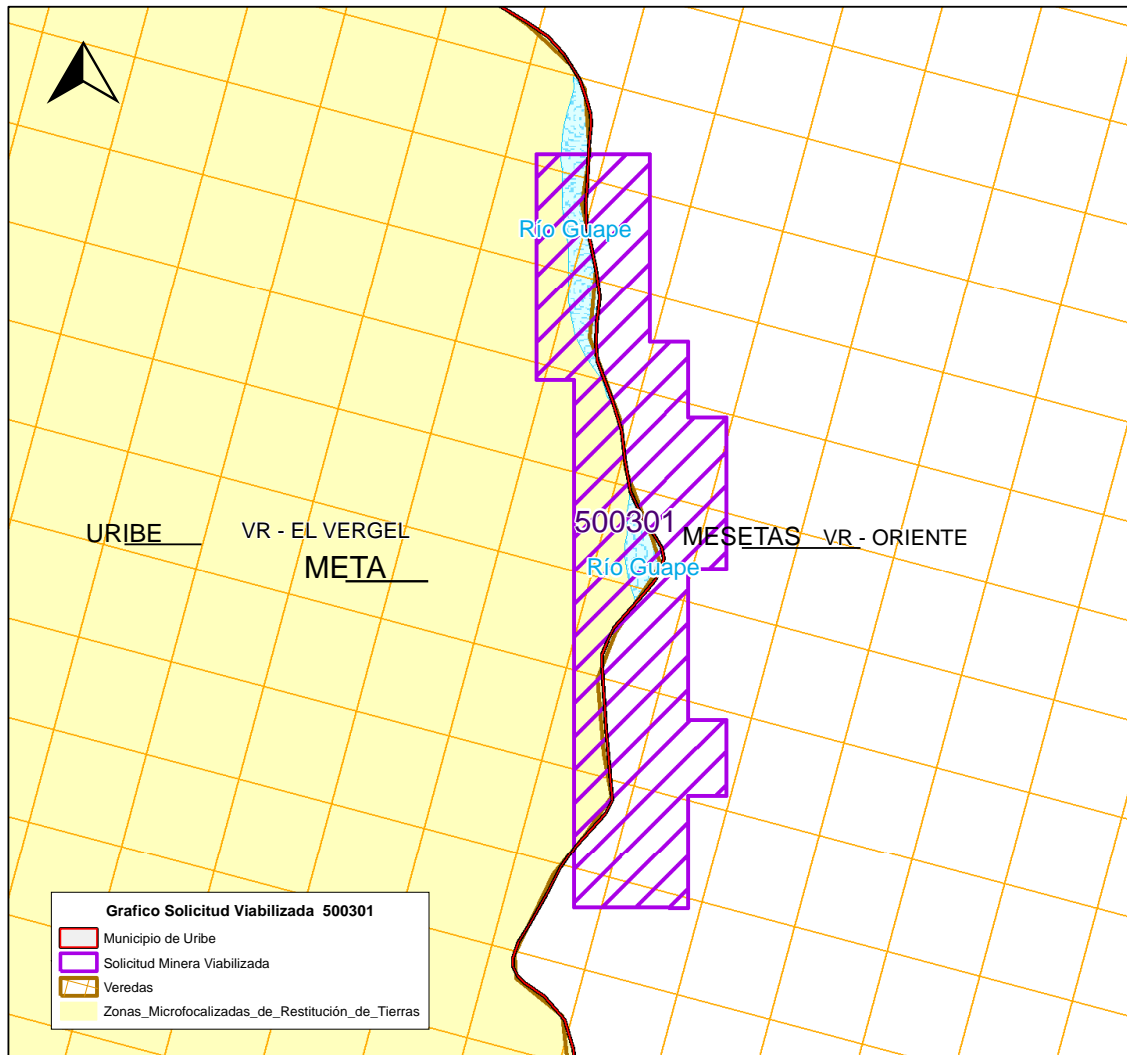 Río Guape
500301
URIBE
VR - EL VERGEL
MESETAS
VR - ORIENTE
META
Río Guape
Grafico Solicitud Viabilizada 500301
Municipio de Uribe
Solicitud Minera Viabilizada
Veredas
Zonas_Microfocalizadas_de_Restitución_de_Tierras